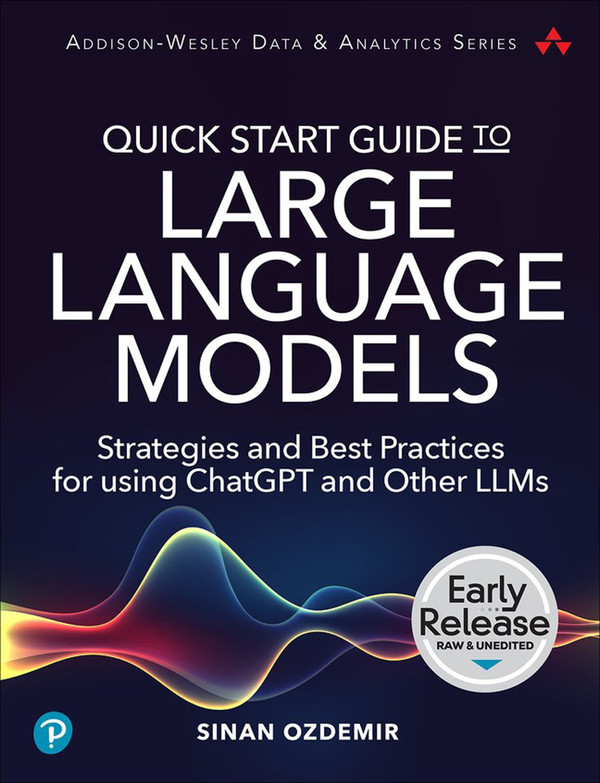 ADDISON-WESLEY DATA & ANALYTICS SERIES
QUICK START GUIDE TO
LARGE
LANGUAGE
MODELS
Strategies and Best Practices
for using ChatGPT and Other LLMs
Early
Release
RAW & UNEDITED
P
SINAN OZDEMIR